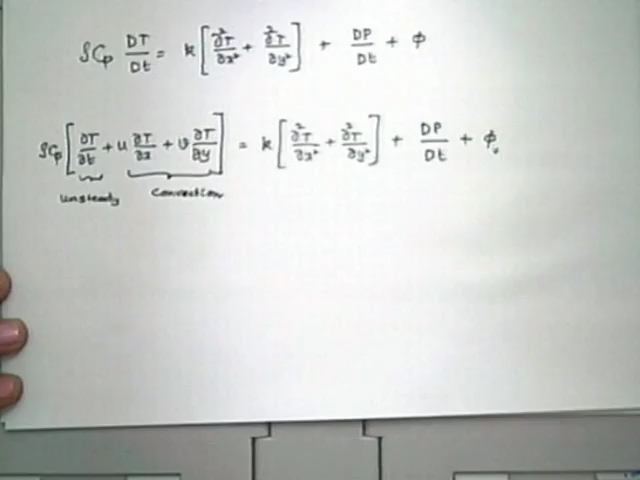 ρCp DT/Dt = k[∂²T/∂x² + ∂²T/∂y²] + DP/Dt + φ
ρCp[∂T/∂t + u ∂T/∂x + v ∂T/∂y] = k[∂²T/∂x² + ∂²T/∂y²] + DP/Dt + φ.
Unsteady Convection